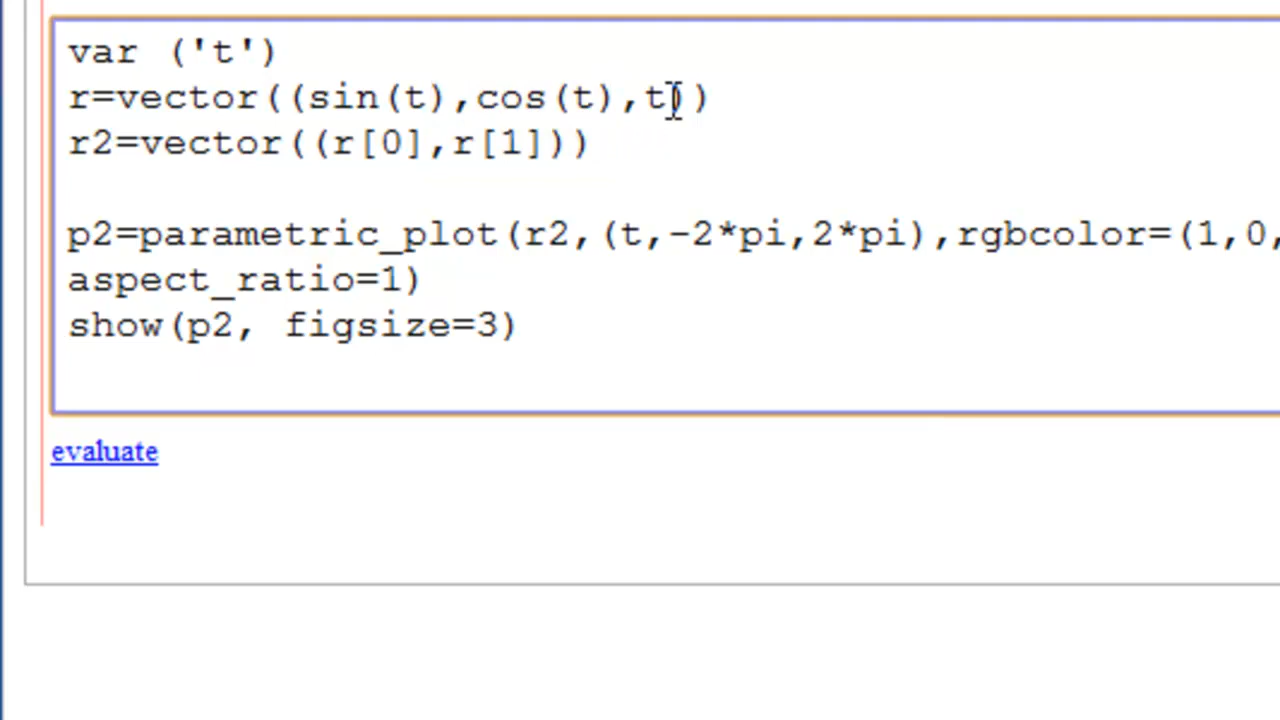 var ('t')
r=vector((sin(t),cos(t),t))
r2=vector((r[0],r[1]))
p2=parametric_plot(r2,(t,-2*pi,2*pi),rgbcolor=(1,0,
aspect_ratio=1)
show(p2, figsize=3)
evaluate